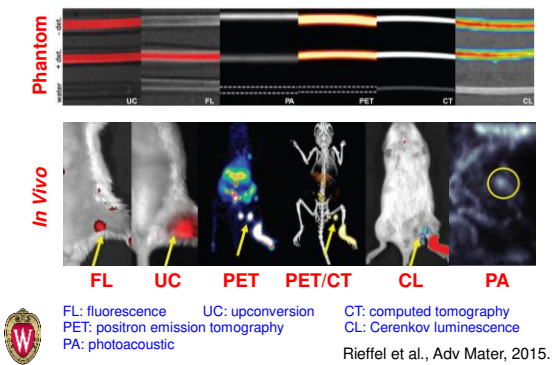 Phantom
- det.
+ det.
water
UC
FL
PA
PET
CT
CL
In Vivo
FL UC PET PET/CT CL PA
FL: fluorescence UC: upconversion CT: computed tomography
PET: positron emission tomography CL: Cerenkov luminescence
PA: photoacoustic
Rieffel et al., Adv Mater, 2015.
W